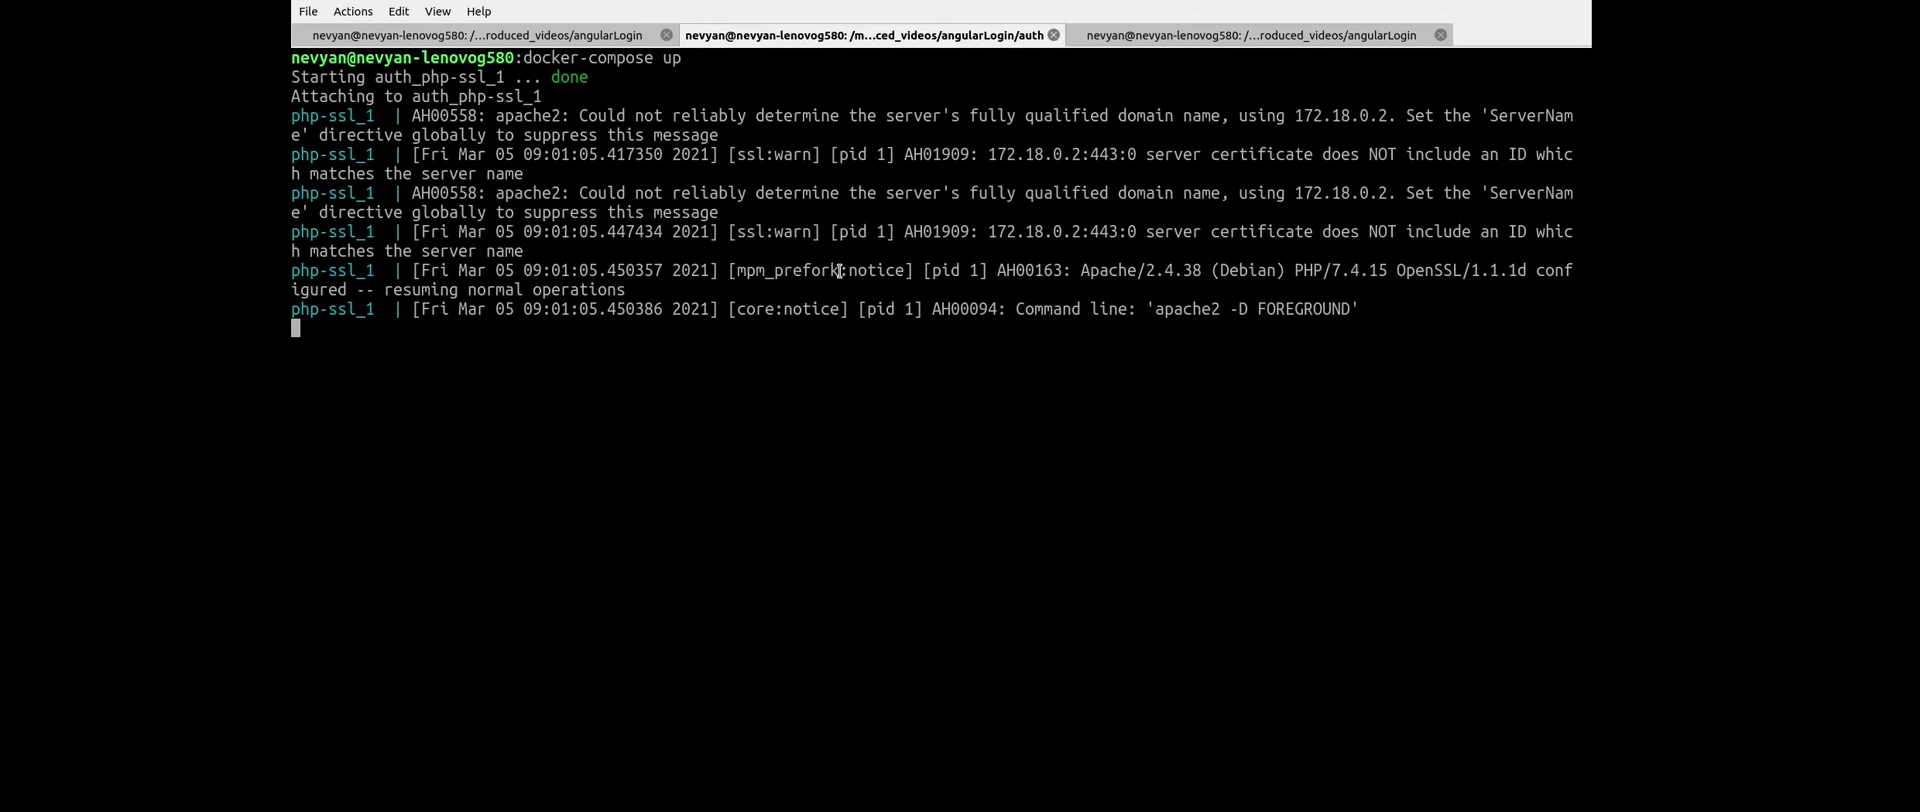 File Actions Edit View Help
nevyan@nevyan-lenovog580: /...roduced_videos/angularLogin nevyan@nevyan-lenovog580: /m...ced_videos/angularLogin/auth nevyan@nevyan-lenovog580: /...roduced_videos/angularLogin
nevyan@nevyan-lenovog580:docker-compose up
Starting auth_php-ssl_1 ... done
Attaching to auth_php-ssl_1
php-ssl_1  | AH00558: apache2: Could not reliably determine the server's fully qualified domain name, using 172.18.0.2. Set the 'ServerNam
e' directive globally to suppress this message
php-ssl_1  | [Fri Mar 05 09:01:05.417350 2021] [ssl:warn] [pid 1] AH01909: 172.18.0.2:443:0 server certificate does NOT include an ID whic
h matches the server name
php-ssl_1  | AH00558: apache2: Could not reliably determine the server's fully qualified domain name, using 172.18.0.2. Set the 'ServerNam
e' directive globally to suppress this message
php-ssl_1  | [Fri Mar 05 09:01:05.447434 2021] [ssl:warn] [pid 1] AH01909: 172.18.0.2:443:0 server certificate does NOT include an ID whic
h matches the server name
php-ssl_1  | [Fri Mar 05 09:01:05.450357 2021] [mpm_prefork:notice] [pid 1] AH00163: Apache/2.4.38 (Debian) PHP/7.4.15 OpenSSL/1.1.1d conf
igured -- resuming normal operations
php-ssl_1  | [Fri Mar 05 09:01:05.450386 2021] [core:notice] [pid 1] AH00094: Command line: 'apache2 -D FOREGROUND'